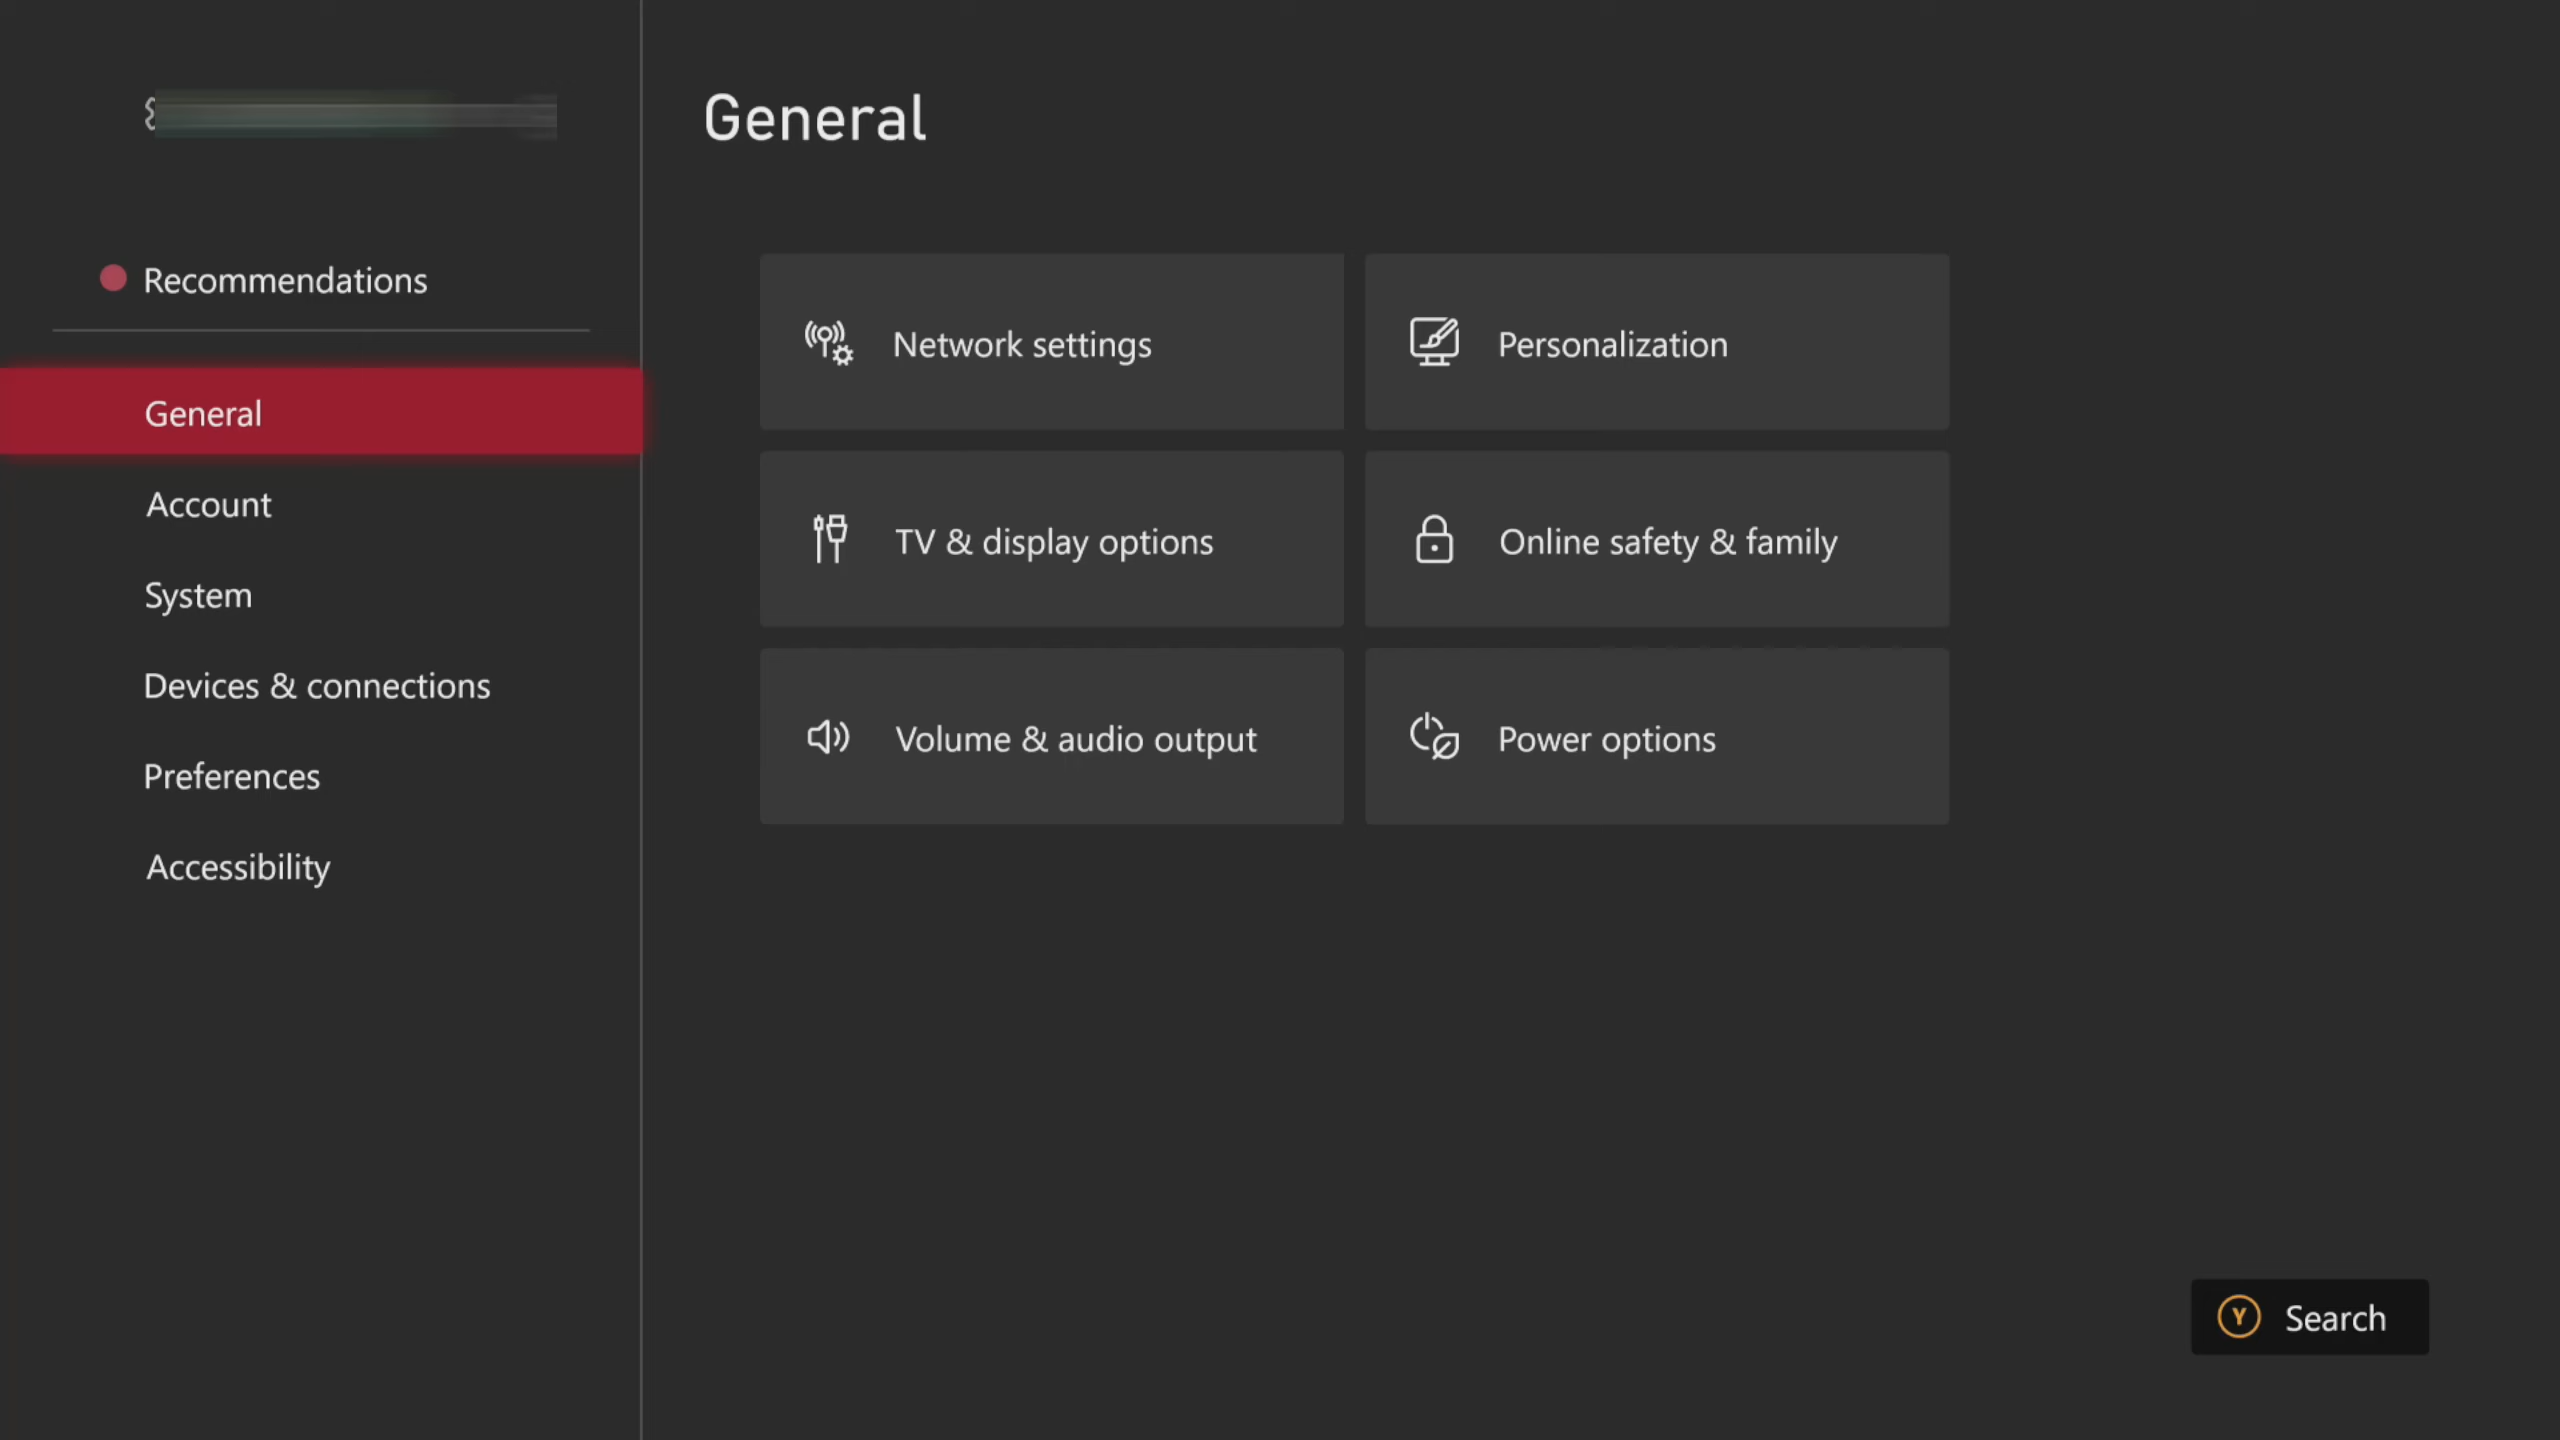 Recommendations
General
Account
System
Devices & connections
Preferences
Accessibility
General
Network settings
Personalization
TV & display options
Online safety & family
Volume & audio output
Power options
Y Search